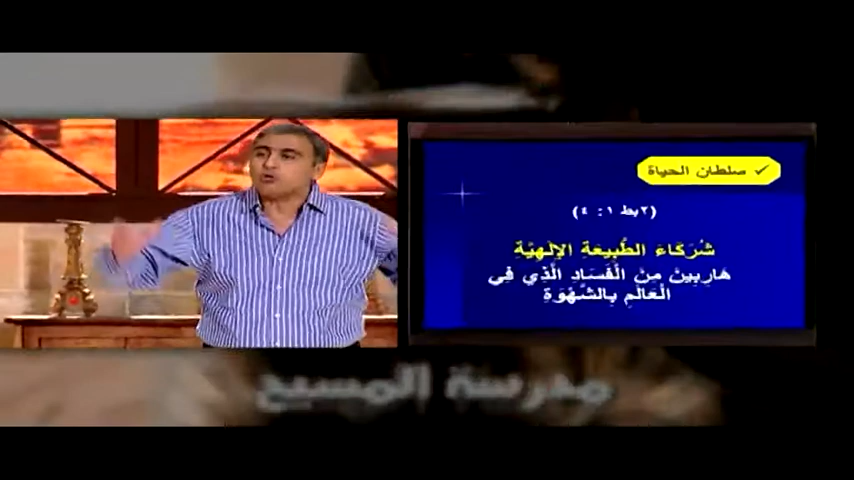 ✓ سلطان الحياة
(٢بط ١: ٤)
شُرَكَاءَ الطَّبِيعَةِ الإِلَهِيَّةِ
هَارِبِينَ مِنَ الْفَسَادِ الَّذِي فِي
الْعَالَمِ بِالشَّهْوَةِ
مدرسة المسيح